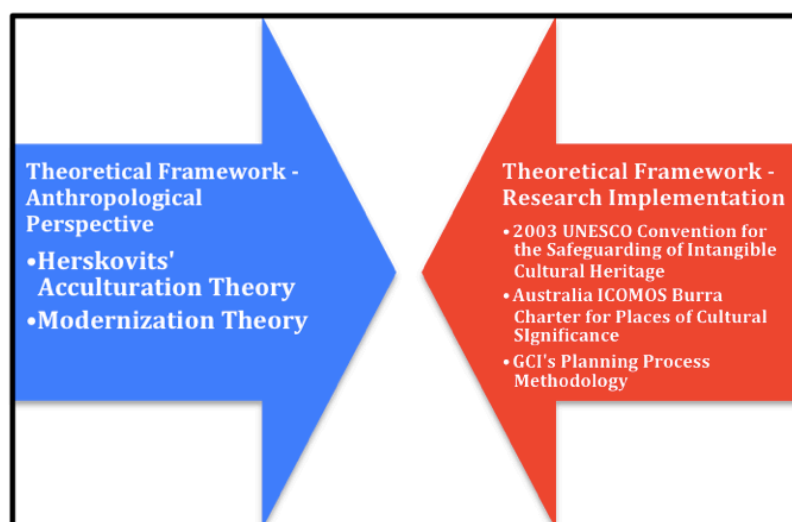 Theoretical Framework -
Anthropological
Perspective
•Herskovits'
Acculturation Theory
•Modernization Theory
Theoretical Framework -
Research Implementation
•2003 UNESCO Convention for
the Safeguarding of Intangible
Cultural Heritage
•Australia ICOMOS Burra
Charter for Places of Cultural
SIgnificance
•GCI's Planning Process
Methodology